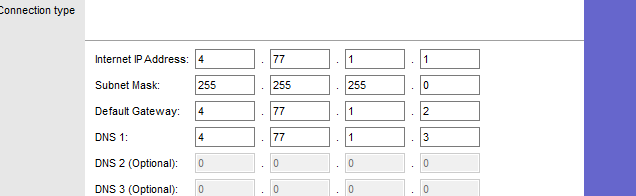 Connection type
Internet IP Address: 4 . 77 . 1 . 1
Subnet Mask: 255 . 255 . 255 . 0
Default Gateway: 4 . 77 . 1 . 2
DNS 1: 4 . 77 . 1 . 3
DNS 2 (Optional): 0 . 0 . 0 . 0
DNS 3 (Optional): 0 . 0 . 0 . 0